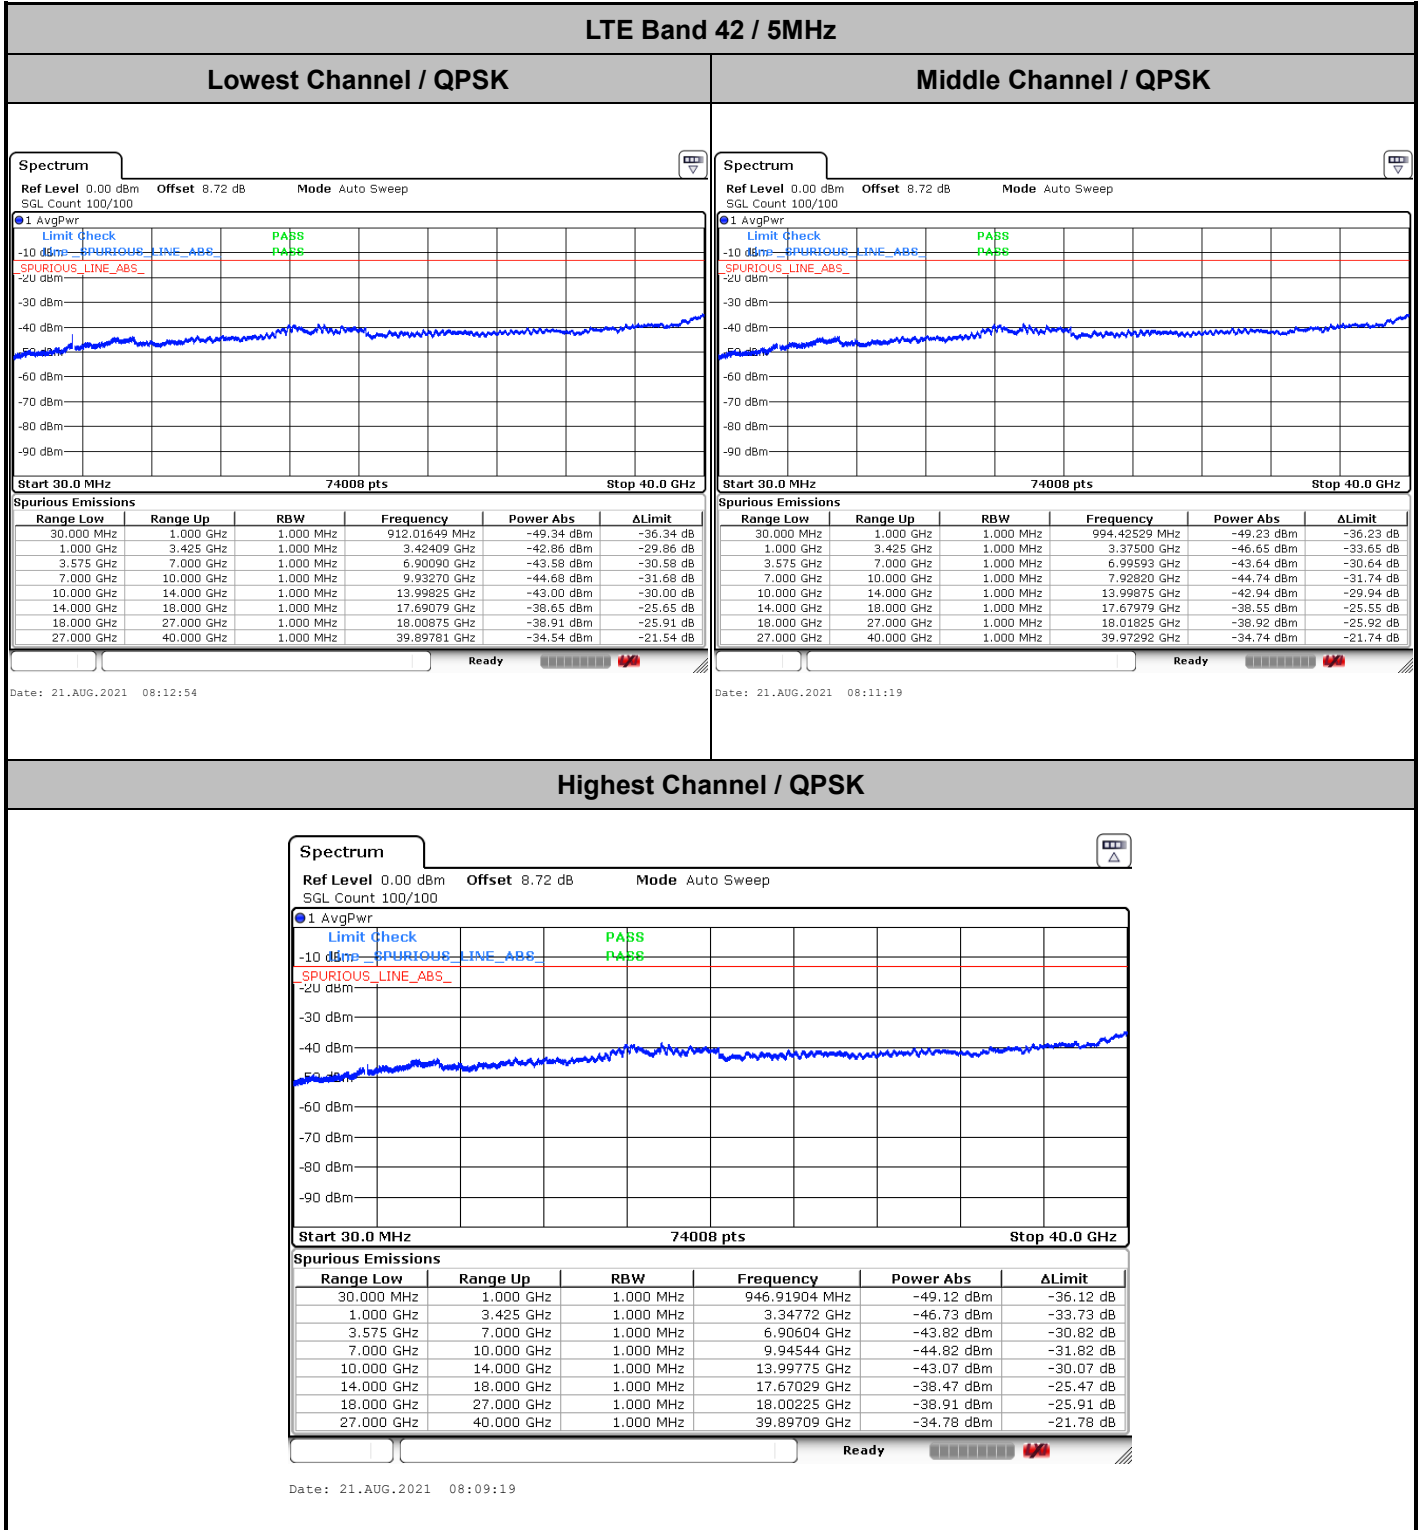 LTE Band 42 / 5MHz
Lowest Channel / QPSK
Middle Channel / QPSK
Spectrum
Ref Level 0.00 dBm Offset 8.72 dB Mode Auto Sweep
SGL Count 100/100
1 AvgPwr
Limit Check PASS
Line _SPURIOUS_LINE_ABS_ PASS
-10 dBm
_SPURIOUS_LINE_ABS_
-20 dBm
-30 dBm
-40 dBm
-50 dBm
-60 dBm
-70 dBm
-80 dBm
-90 dBm
Start 30.0 MHz 74008 pts Stop 40.0 GHz
Spurious Emissions
Range Low Range Up RBW Frequency Power Abs ΔLimit
30.000 MHz 1.000 GHz 1.000 MHz 912.01649 MHz -49.34 dBm -36.34 dB
1.000 GHz 3.425 GHz 1.000 MHz 3.42409 GHz -42.86 dBm -29.86 dB
3.575 GHz 7.000 GHz 1.000 MHz 6.90090 GHz -43.58 dBm -30.58 dB
7.000 GHz 10.000 GHz 1.000 MHz 9.93270 GHz -44.68 dBm -31.68 dB
10.000 GHz 14.000 GHz 1.000 MHz 13.99825 GHz -43.00 dBm -30.00 dB
14.000 GHz 18.000 GHz 1.000 MHz 17.69079 GHz -38.65 dBm -25.65 dB
18.000 GHz 27.000 GHz 1.000 MHz 18.00875 GHz -38.91 dBm -25.91 dB
27.000 GHz 40.000 GHz 1.000 MHz 39.89781 GHz -34.54 dBm -21.54 dB
Ready
Date: 21.AUG.2021 08:12:54
Spectrum
Ref Level 0.00 dBm Offset 8.72 dB Mode Auto Sweep
SGL Count 100/100
1 AvgPwr
Limit Check PASS
Line _SPURIOUS_LINE_ABS_ PASS
-10 dBm
_SPURIOUS_LINE_ABS_
-20 dBm
-30 dBm
-40 dBm
-50 dBm
-60 dBm
-70 dBm
-80 dBm
-90 dBm
Start 30.0 MHz 74008 pts Stop 40.0 GHz
Spurious Emissions
Range Low Range Up RBW Frequency Power Abs ΔLimit
30.000 MHz 1.000 GHz 1.000 MHz 994.42529 MHz -49.23 dBm -36.23 dB
1.000 GHz 3.425 GHz 1.000 MHz 3.37500 GHz -46.65 dBm -33.65 dB
3.575 GHz 7.000 GHz 1.000 MHz 6.99593 GHz -43.64 dBm -30.64 dB
7.000 GHz 10.000 GHz 1.000 MHz 7.92820 GHz -44.74 dBm -31.74 dB
10.000 GHz 14.000 GHz 1.000 MHz 13.99875 GHz -42.94 dBm -29.94 dB
14.000 GHz 18.000 GHz 1.000 MHz 17.67979 GHz -38.55 dBm -25.55 dB
18.000 GHz 27.000 GHz 1.000 MHz 18.01825 GHz -38.92 dBm -25.92 dB
27.000 GHz 40.000 GHz 1.000 MHz 39.97292 GHz -34.74 dBm -21.74 dB
Ready
Date: 21.AUG.2021 08:11:19
Highest Channel / QPSK
Spectrum
Ref Level 0.00 dBm Offset 8.72 dB Mode Auto Sweep
SGL Count 100/100
1 AvgPwr
Limit Check PASS
Line _SPURIOUS_LINE_ABS_ PASS
-10 dBm
_SPURIOUS_LINE_ABS_
-20 dBm
-30 dBm
-40 dBm
-50 dBm
-60 dBm
-70 dBm
-80 dBm
-90 dBm
Start 30.0 MHz 74008 pts Stop 40.0 GHz
Spurious Emissions
Range Low Range Up RBW Frequency Power Abs ΔLimit
30.000 MHz 1.000 GHz 1.000 MHz 946.91904 MHz -49.12 dBm -36.12 dB
1.000 GHz 3.425 GHz 1.000 MHz 3.34772 GHz -46.73 dBm -33.73 dB
3.575 GHz 7.000 GHz 1.000 MHz 6.90604 GHz -43.82 dBm -30.82 dB
7.000 GHz 10.000 GHz 1.000 MHz 9.94544 GHz -44.82 dBm -31.82 dB
10.000 GHz 14.000 GHz 1.000 MHz 13.99775 GHz -43.07 dBm -30.07 dB
14.000 GHz 18.000 GHz 1.000 MHz 17.67029 GHz -38.47 dBm -25.47 dB
18.000 GHz 27.000 GHz 1.000 MHz 18.00225 GHz -38.91 dBm -25.91 dB
27.000 GHz 40.000 GHz 1.000 MHz 39.89709 GHz -34.78 dBm -21.78 dB
Ready
Date: 21.AUG.2021 08:09:19